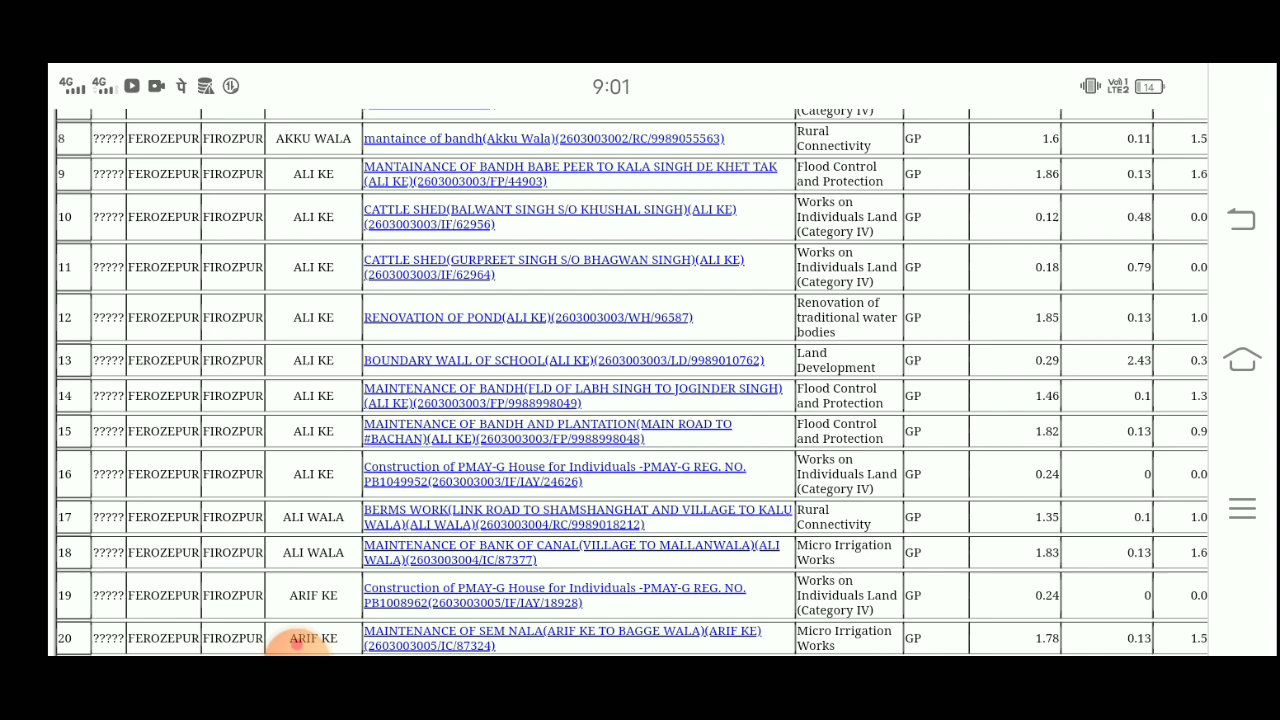 4G 4G पे 9:01 Vol) 1 LTE2 14
(Category IV)
8 ????? FEROZEPUR FIROZPUR AKKU WALA mantaince of bandh(Akku Wala)(2603003002/RC/9989055563) Rural Connectivity GP 1.6 0.11 1.5
9 ????? FEROZEPUR FIROZPUR ALI KE MANTAINANCE OF BANDH BABE PEER TO KALA SINGH DE KHET TAK
(ALI KE)(2603003003/FP/44903) Flood Control and Protection GP 1.86 0.13 1.6
10 ????? FEROZEPUR FIROZPUR ALI KE CATTLE SHED(BALWANT SINGH S/O KHUSHAL SINGH)(ALI KE)
(2603003003/IF/62956) Works on Individuals Land (Category IV) GP 0.12 0.48 0.0
11 ????? FEROZEPUR FIROZPUR ALI KE CATTLE SHED(GURPREET SINGH S/O BHAGWAN SINGH)(ALI KE)
(2603003003/IF/62964) Works on Individuals Land (Category IV) GP 0.18 0.79 0.0
12 ????? FEROZEPUR FIROZPUR ALI KE RENOVATION OF POND(ALI KE)(2603003003/WH/96587) Renovation of traditional water bodies GP 1.85 0.13 1.0
13 ????? FEROZEPUR FIROZPUR ALI KE BOUNDARY WALL OF SCHOOL(ALI KE)(2603003003/LD/9989010762) Land Development GP 0.29 2.43 0.3
14 ????? FEROZEPUR FIROZPUR ALI KE MAINTENANCE OF BANDH(FLD OF LABH SINGH TO JOGINDER SINGH)
(ALI KE)(2603003003/FP/9988998049) Flood Control and Protection GP 1.46 0.1 1.3
15 ????? FEROZEPUR FIROZPUR ALI KE MAINTENANCE OF BANDH AND PLANTATION(MAIN ROAD TO
#BACHAN)(ALI KE)(2603003003/FP/9988998048) Flood Control and Protection GP 1.82 0.13 0.9
16 ????? FEROZEPUR FIROZPUR ALI KE Construction of PMAY-G House for Individuals -PMAY-G REG. NO.
PB1049952(2603003003/IF/IAY/24626) Works on Individuals Land (Category IV) GP 0.24 0 0.0
17 ????? FEROZEPUR FIROZPUR ALI WALA BERMS WORK(LINK ROAD TO SHAMSHANGHAT AND VILLAGE TO KALU
WALA)(ALI WALA)(2603003004/RC/9989018212) Rural Connectivity GP 1.35 0.1 1.0
18 ????? FEROZEPUR FIROZPUR ALI WALA MAINTENANCE OF BANK OF CANAL(VILLAGE TO MALLANWALA)(ALI
WALA)(2603003004/IC/87377) Micro Irrigation Works GP 1.83 0.13 1.6
19 ????? FEROZEPUR FIROZPUR ARIF KE Construction of PMAY-G House for Individuals -PMAY-G REG. NO.
PB1008962(2603003005/IF/IAY/18928) Works on Individuals Land (Category IV) GP 0.24 0 0.0
20 ????? FEROZEPUR FIROZPUR ARIF KE MAINTENANCE OF SEM NALA(ARIF KE TO BAGGE WALA)(ARIF KE)
(2603003005/IC/87324) Micro Irrigation Works GP 1.78 0.13 1.5